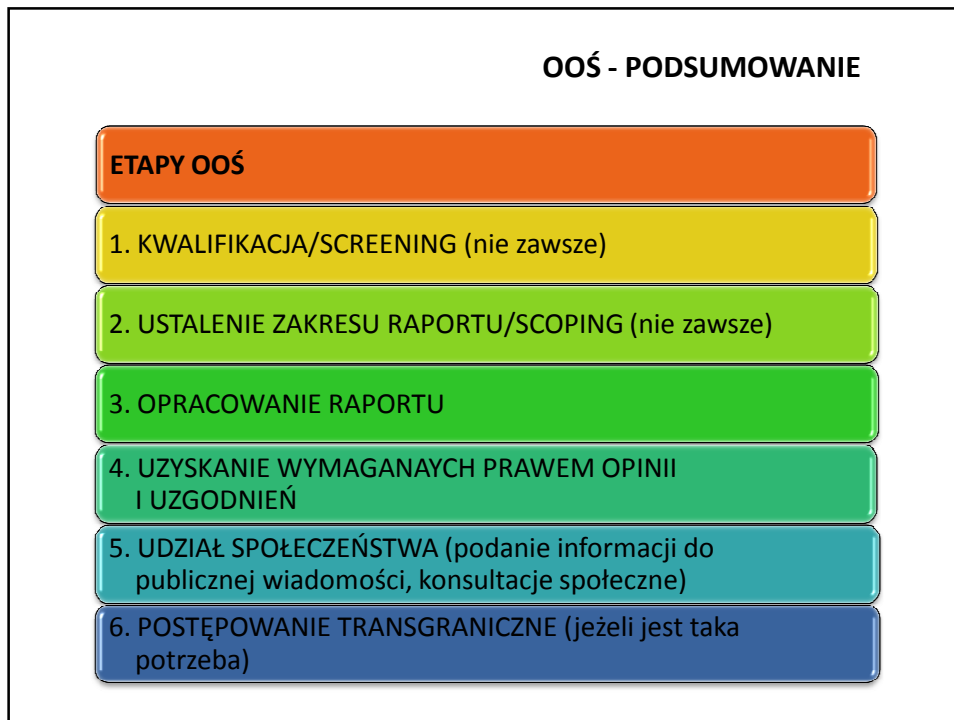 OOŚ - PODSUMOWANIE
ETAPY OOŚ
1. KWALIFIKACJA/SCREENING (nie zawsze)
2. USTALENIE ZAKRESU RAPORTU/SCOPING (nie zawsze)
3. OPRACOWANIE RAPORTU
4. UZYSKANIE WYMAGANAYCH PRAWEM OPINII
I UZGODNIEŃ
5. UDZIAŁ SPOŁECZEŃSTWA (podanie informacji do
publicznej wiadomości, konsultacje społeczne)
6. POSTĘPOWANIE TRANSGRANICZNE (jeżeli jest taka
potrzeba)